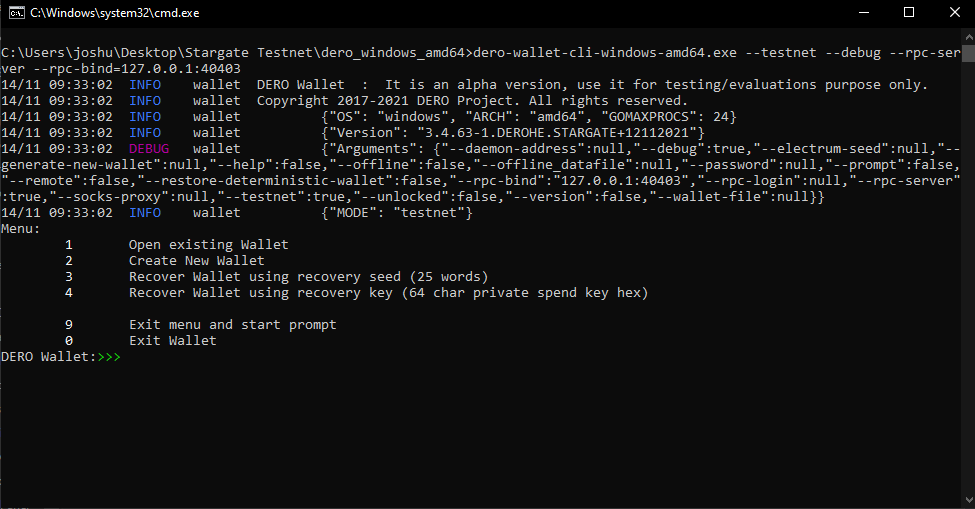 C:\Windows\system32\cmd.exe
C:\Users\joshu\Desktop\Stargate Testnet\dero_windows_amd64>dero-wallet-cli-windows-amd64.exe --testnet --debug --rpc-ser
ver --rpc-bind=127.0.0.1:40403
14/11 09:33:02  INFO    wallet  DERO Wallet  :  It is an alpha version, use it for testing/evaluations purpose only.
14/11 09:33:02  INFO    wallet  Copyright 2017-2021 DERO Project. All rights reserved.
14/11 09:33:02  INFO    wallet          {"OS": "windows", "ARCH": "amd64", "GOMAXPROCS": 24}
14/11 09:33:02  INFO    wallet          {"Version": "3.4.63-1.DEROHE.STARGATE+12112021"}
14/11 09:33:02  DEBUG   wallet          {"Arguments": {"--daemon-address":null,"--debug":true,"--electrum-seed":null,"--
generate-new-wallet":null,"--help":false,"--offline":false,"--offline_datafile":null,"--password":null,"--prompt":false,
"--remote":false,"--restore-deterministic-wallet":false,"--rpc-bind":"127.0.0.1:40403","--rpc-login":null,"--rpc-server"
:true,"--socks-proxy":null,"--testnet":true,"--unlocked":false,"--version":false,"--wallet-file":null}}
14/11 09:33:02  INFO    wallet          {"MODE": "testnet"}
Menu:
        1       Open existing Wallet
        2       Create New Wallet
        3       Recover Wallet using recovery seed (25 words)
        4       Recover Wallet using recovery key (64 char private spend key hex)
        9       Exit menu and start prompt
        0       Exit Wallet
DERO Wallet:>>>